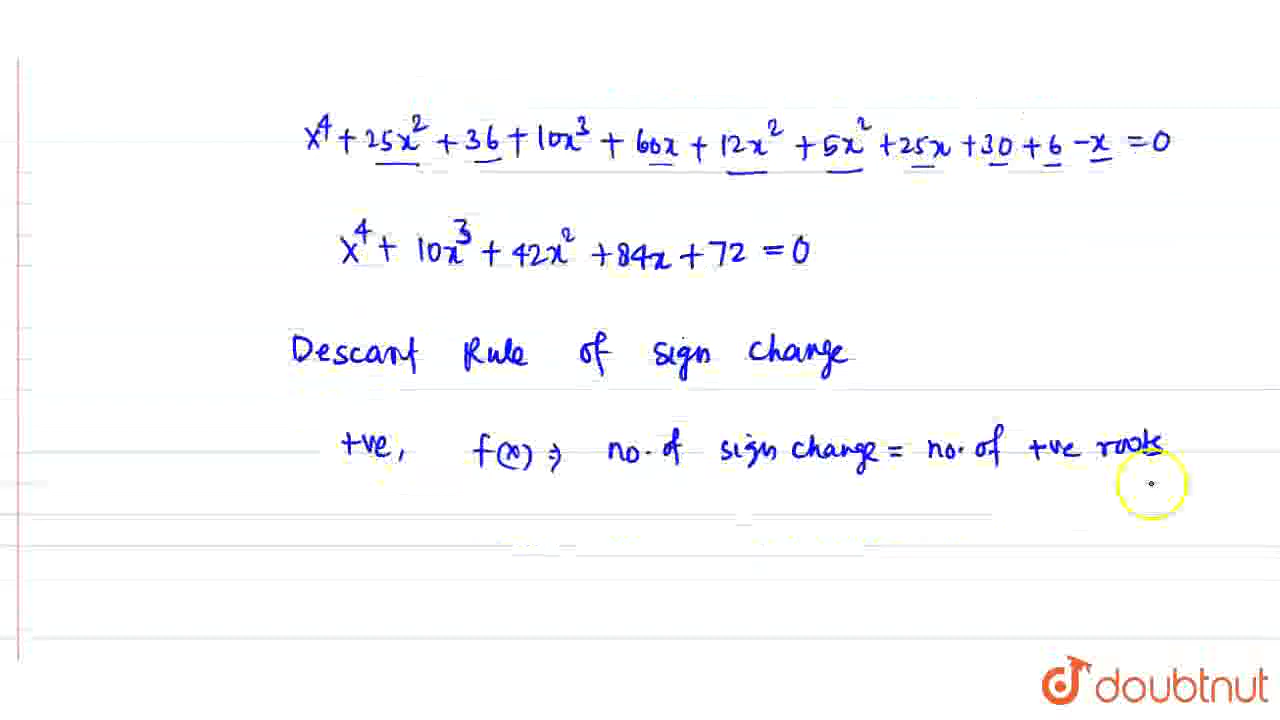 x⁴ + 25x² + 36 + 10x³ + 60x + 12x² + 5x² + 25x + 30 + 6 - x = 0
x⁴ + 10x³ + 42x² + 84x + 72 = 0
Descart Rule of sign change
+ve, f(x) ⇒ no. of sign change = no. of +ve roots
doubtnut